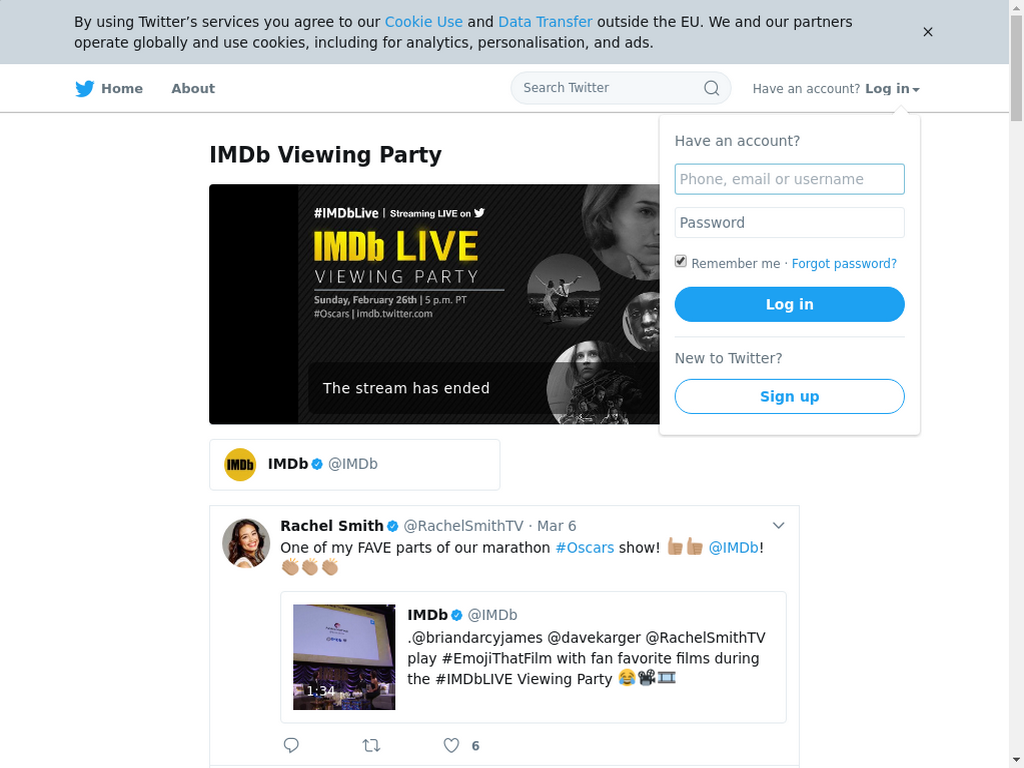 By using Twitter’s services you agree to our Cookie Use and Data Transfer outside the EU. We and our partners
operate globally and use cookies, including for analytics, personalisation, and ads.
Home About Search Twitter Have an account? Log in
IMDb Viewing Party
#IMDbLive | Streaming LIVE on
IMDb LIVE
VIEWING PARTY
Sunday, February 26th | 5 p.m. PT
#Oscars | imdb.twitter.com
The stream has ended
Have an account?
Phone, email or username
Password
Remember me · Forgot password?
Log in
New to Twitter?
Sign up
IMDb IMDb @IMDb
Rachel Smith @RachelSmithTV · Mar 6
One of my FAVE parts of our marathon #Oscars show! 👍🏽👍🏽 @IMDb!
👏🏽👏🏽👏🏽
IMDb @IMDb
.@briandarcyjames @davekarger @RachelSmithTV
play #EmojiThatFilm with fan favorite films during
the #IMDbLIVE Viewing Party 😂📽🎞
1:34
6